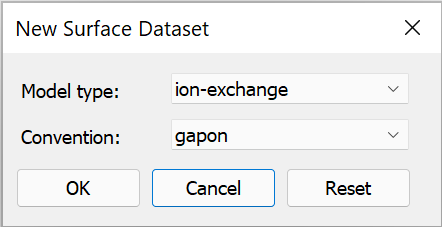 New Surface Dataset
Model type: ion-exchange
Convention: gapon
OK Cancel Reset